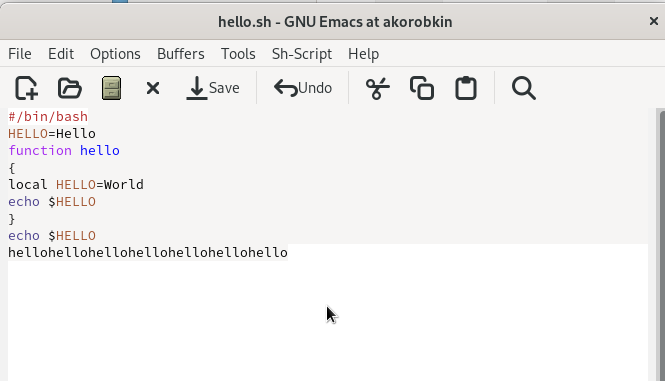 hello.sh - GNU Emacs at akorobkin
File Edit Options Buffers Tools Sh-Script Help
Save Undo
#/bin/bash
HELLO=Hello
function hello
{
local HELLO=World
echo $HELLO
}
echo $HELLO
hellohellohellohellohellohellohello